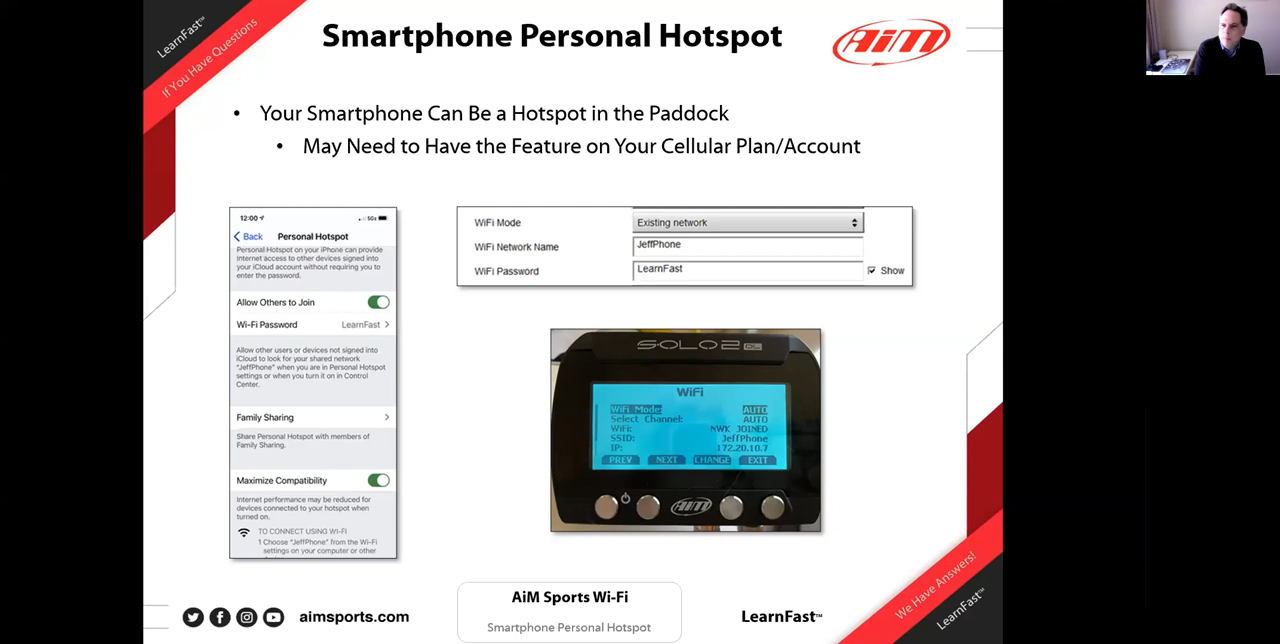 LearnFast™
If You Have Questions
Smartphone Personal Hotspot
AiM
• Your Smartphone Can Be a Hotspot in the Paddock
• May Need to Have the Feature on Your Cellular Plan/Account
12:00
5G
Back Personal Hotspot
Personal Hotspot on your iPhone can provide
Internet access to other devices signed into
your iCloud account without requiring you to
enter the password.
Allow Others to Join
Wi-Fi Password LearnFast >
Allow other users or devices not signed into
iCloud to look for your shared network
"JeffPhone" when you are in Personal Hotspot
settings or when you turn it on in Control
Center.
Family Sharing >
Share Personal Hotspot with members of
Family Sharing.
Maximize Compatibility
Internet performance may be reduced for
devices connected to your hotspot when
turned on.
TO CONNECT USING WI-FI
1 Choose "JeffPhone" from the Wi-Fi
settings on your computer or other
WiFi Mode Existing network
WiFi Network Name JeffPhone
WiFi Password LearnFast Show
SOLO 2 DL
WiFi
WiFi Mode: AUTO
Select Channel: AUTO
WiFi: NWK JOINED
SSID: JeffPhone
IP: 172.20.10.7
PREV NEXT CHANGE EXIT
AiM
aimsports.com
AiM Sports Wi-Fi
Smartphone Personal Hotspot
LearnFast™
We Have Answers!
LearnFast™